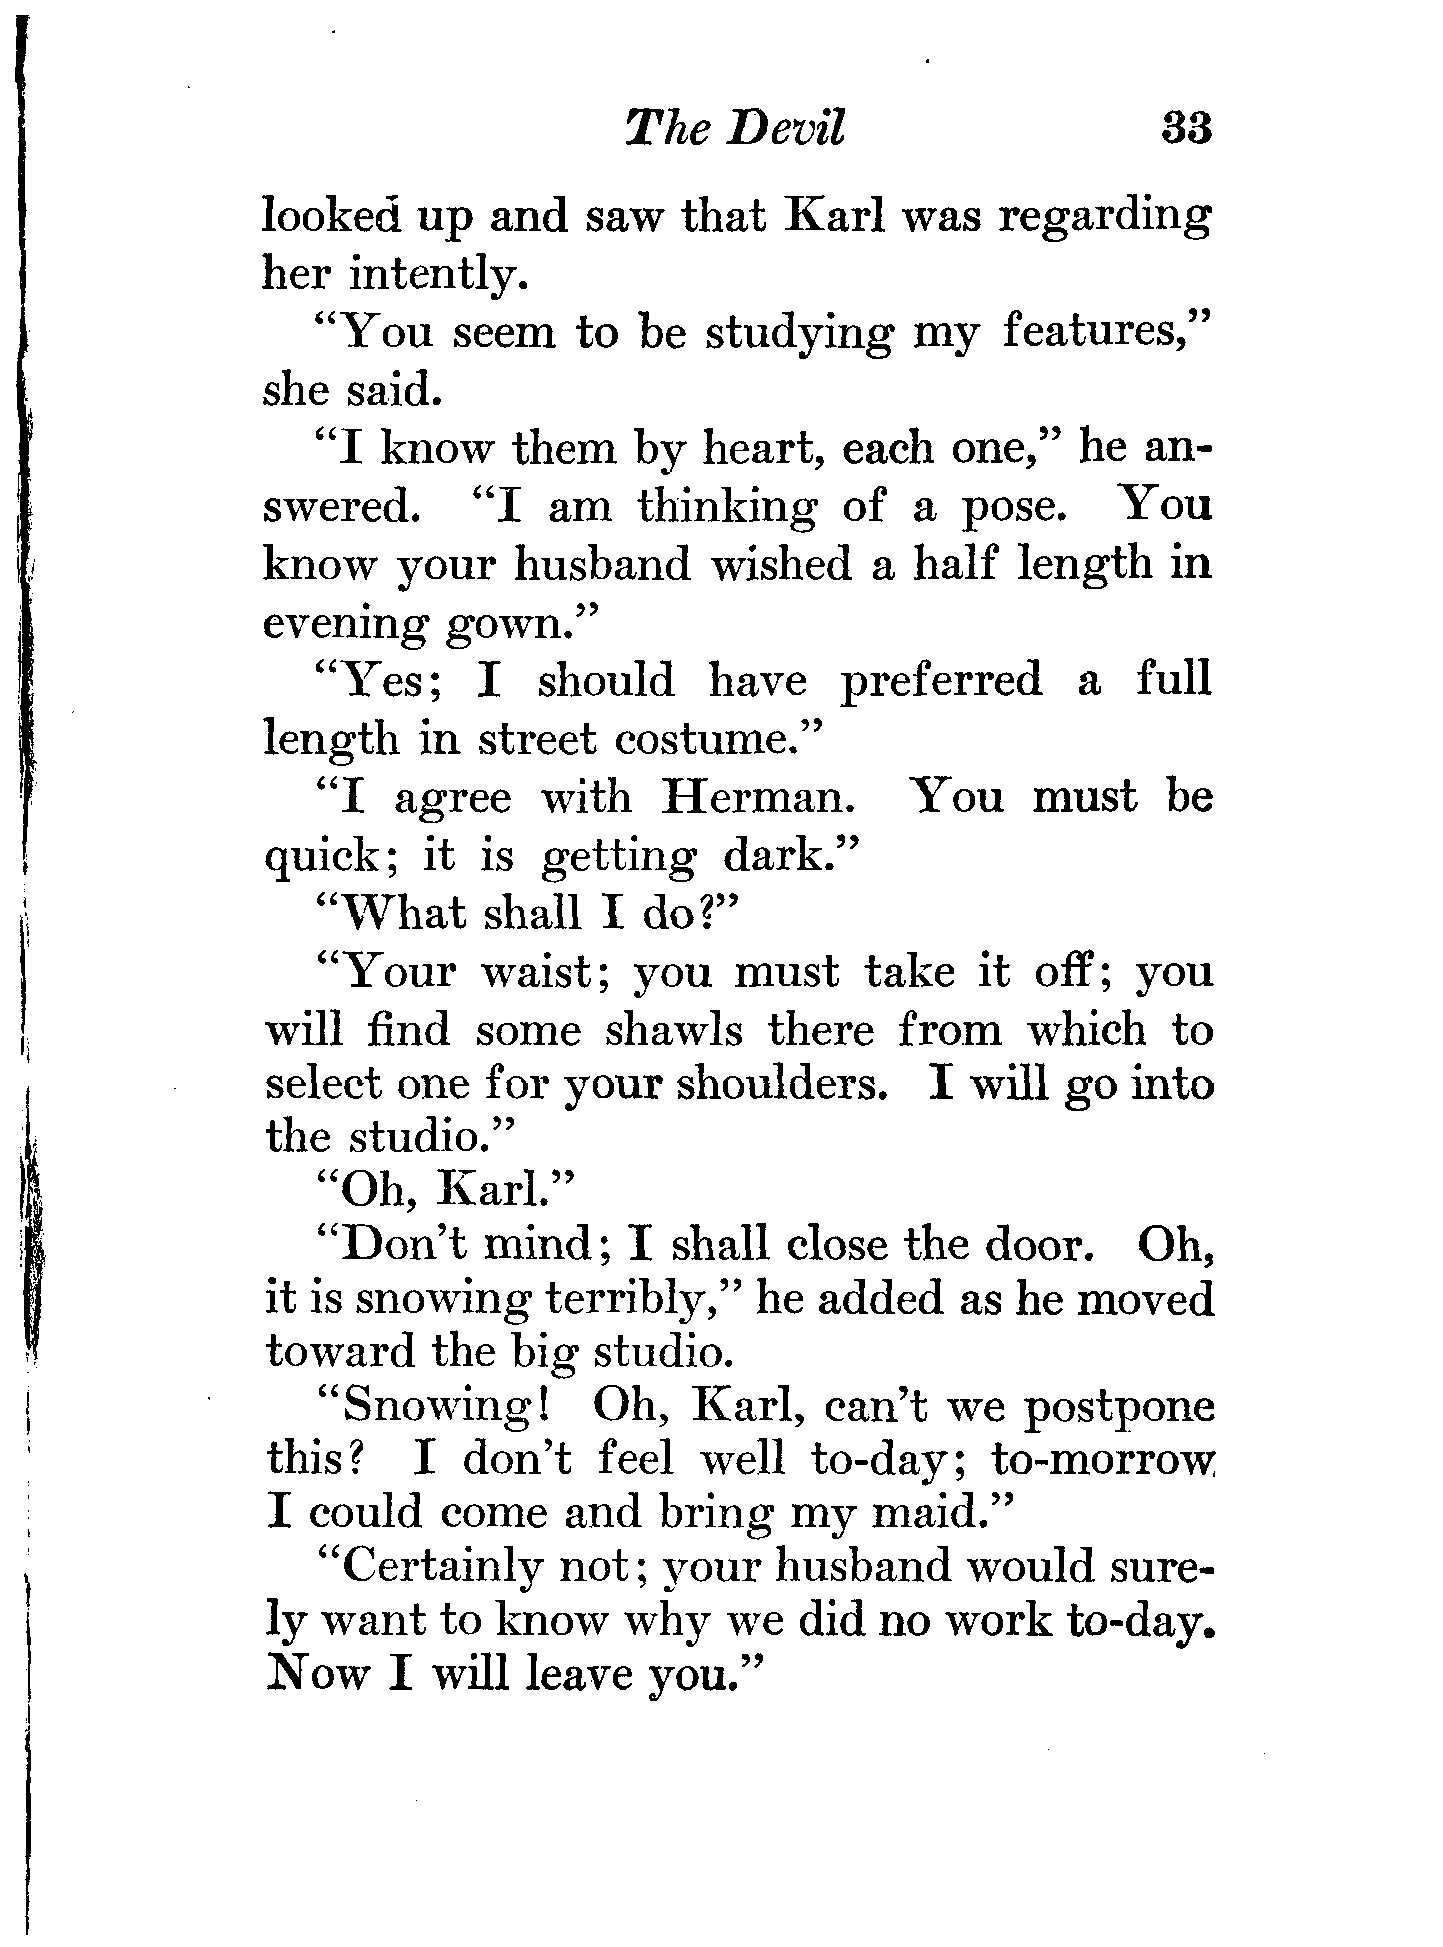 The Devil 33
looked up and saw that Karl was regarding
her intently.
“You seem to be studying my features,”
she said.
“I know them by heart, each one,” he an-
swered. “I am thinking of a pose. You
know your husband wished a half length in
evening gown.”
“Yes; I should have preferred a full
length in street costume.”
“I agree with Herman. You must be
quick; it is getting dark.”
“What shall I do?”
“Your waist; you must take it off; you
will find some shawls there from which to
select one for your shoulders. I will go into
the studio.”
“Oh, Karl.”
“Don’t mind; I shall close the door. Oh,
it is snowing terribly,” he added as he moved
toward the big studio.
“Snowing! Oh, Karl, can’t we postpone
this? I don’t feel well to-day; to-morrow
I could come and bring my maid.”
“Certainly not; your husband would sure-
ly want to know why we did no work to-day.
Now I will leave you.”